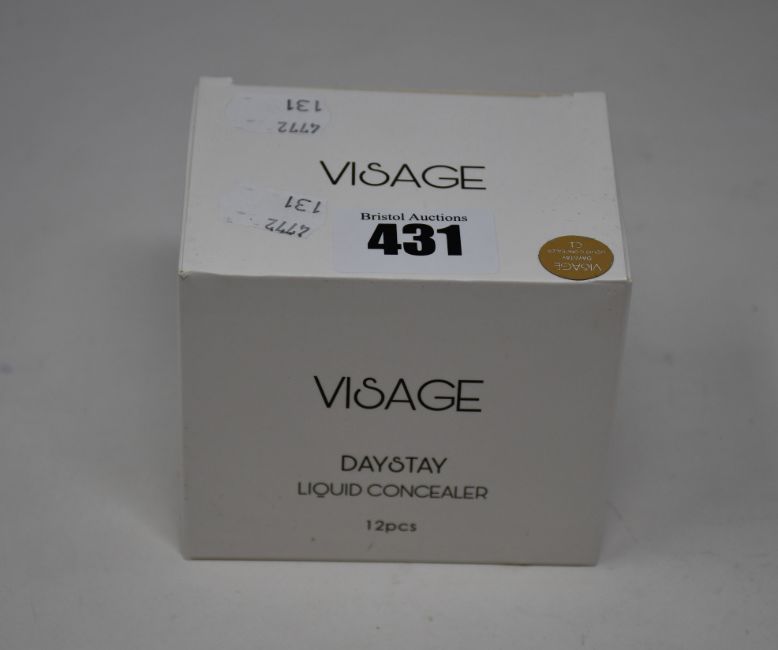 131
4772
VISAGE
131
4772
Bristol Auctions
431
VISAGE
DAYSTAY
LIQUID CONCEALER
C1
VISAGE
DAYSTAY
LIQUID CONCEALER
12pcs